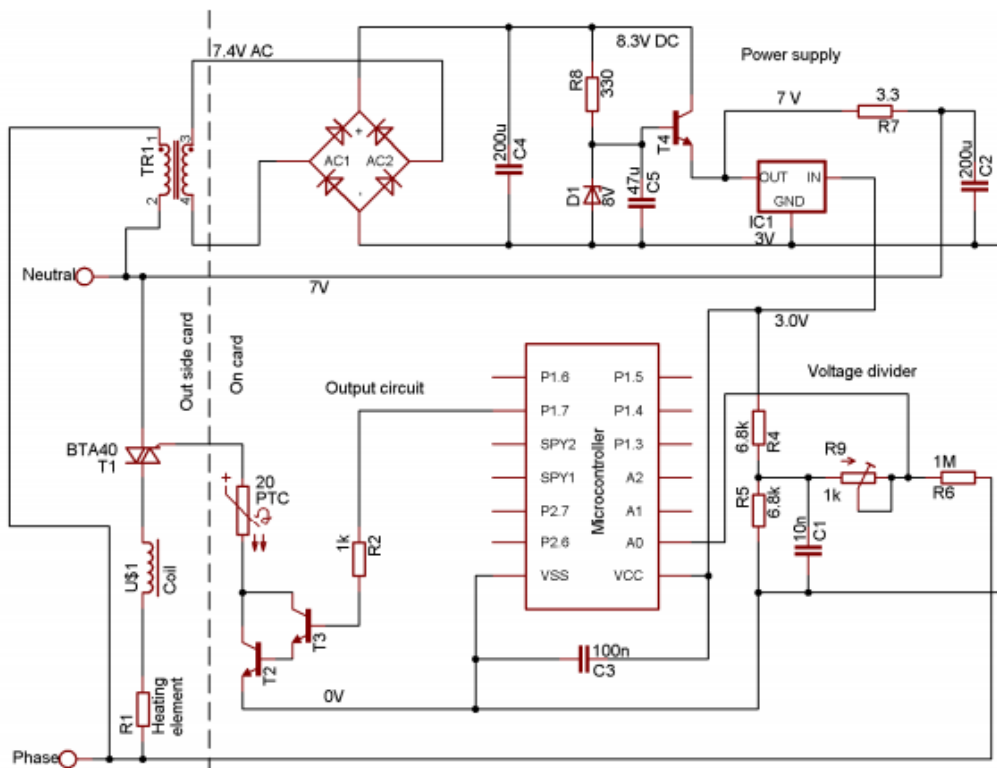 7.4V AC
8.3V DC
Power supply
R8
330
7 V
3.3
R7
TR1
1
2
3
4
AC1
AC2
+
-
200u
C4
T4
D1
8V
47u
C5
OUT
IN
GND
IC1
3V
200u
C2
Neutral
7V
3.0V
Out side card
On card
Output circuit
Voltage divider
BTA40
T1
+
20
PTC
1k
R2
P1.6
P1.7
SPY2
SPY1
P2.7
P2.6
VSS
Microcontroller
P1.5
P1.4
P1.3
A2
A1
A0
VCC
6.8k
R4
R5
6.8k
R9
1k
1M
R6
10n
C1
U$1
Coil
T3
T2
100n
C3
0V
R1
Heating
element
Phase